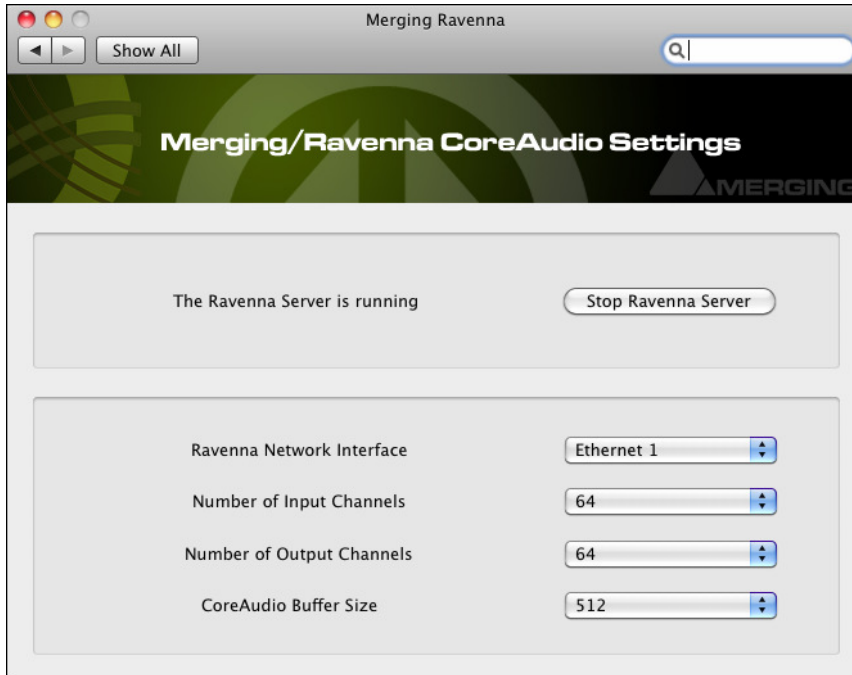 Merging Ravenna
Show All
Merging/Ravenna CoreAudio Settings
MERGING
The Ravenna Server is running
Stop Ravenna Server
Ravenna Network Interface
Ethernet 1
Number of Input Channels
64
Number of Output Channels
64
CoreAudio Buffer Size
512